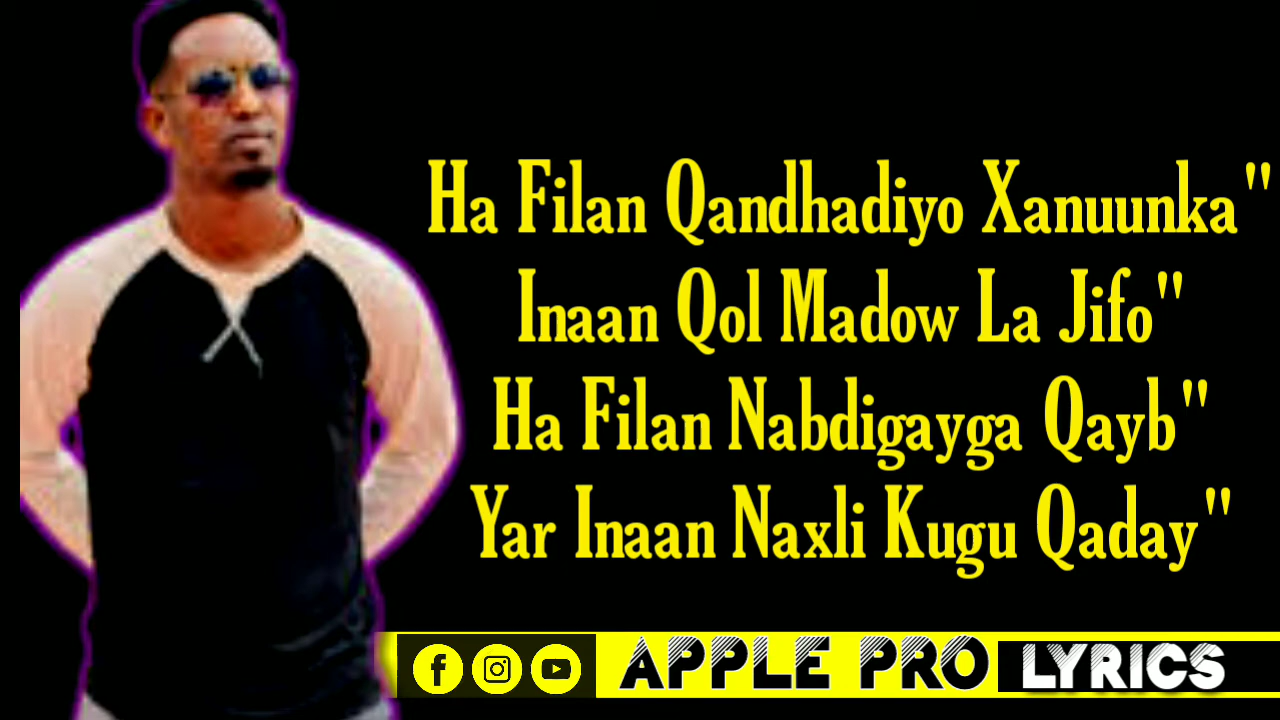 Ha Filan Qandhadiyo Xanuunka"
Inaan Qol Madow La Jifo"
Ha Filan Nabdigayga Qayb"
Yar Inaan Naxli Kugu Qaday"
APPLE PRO LYRICS